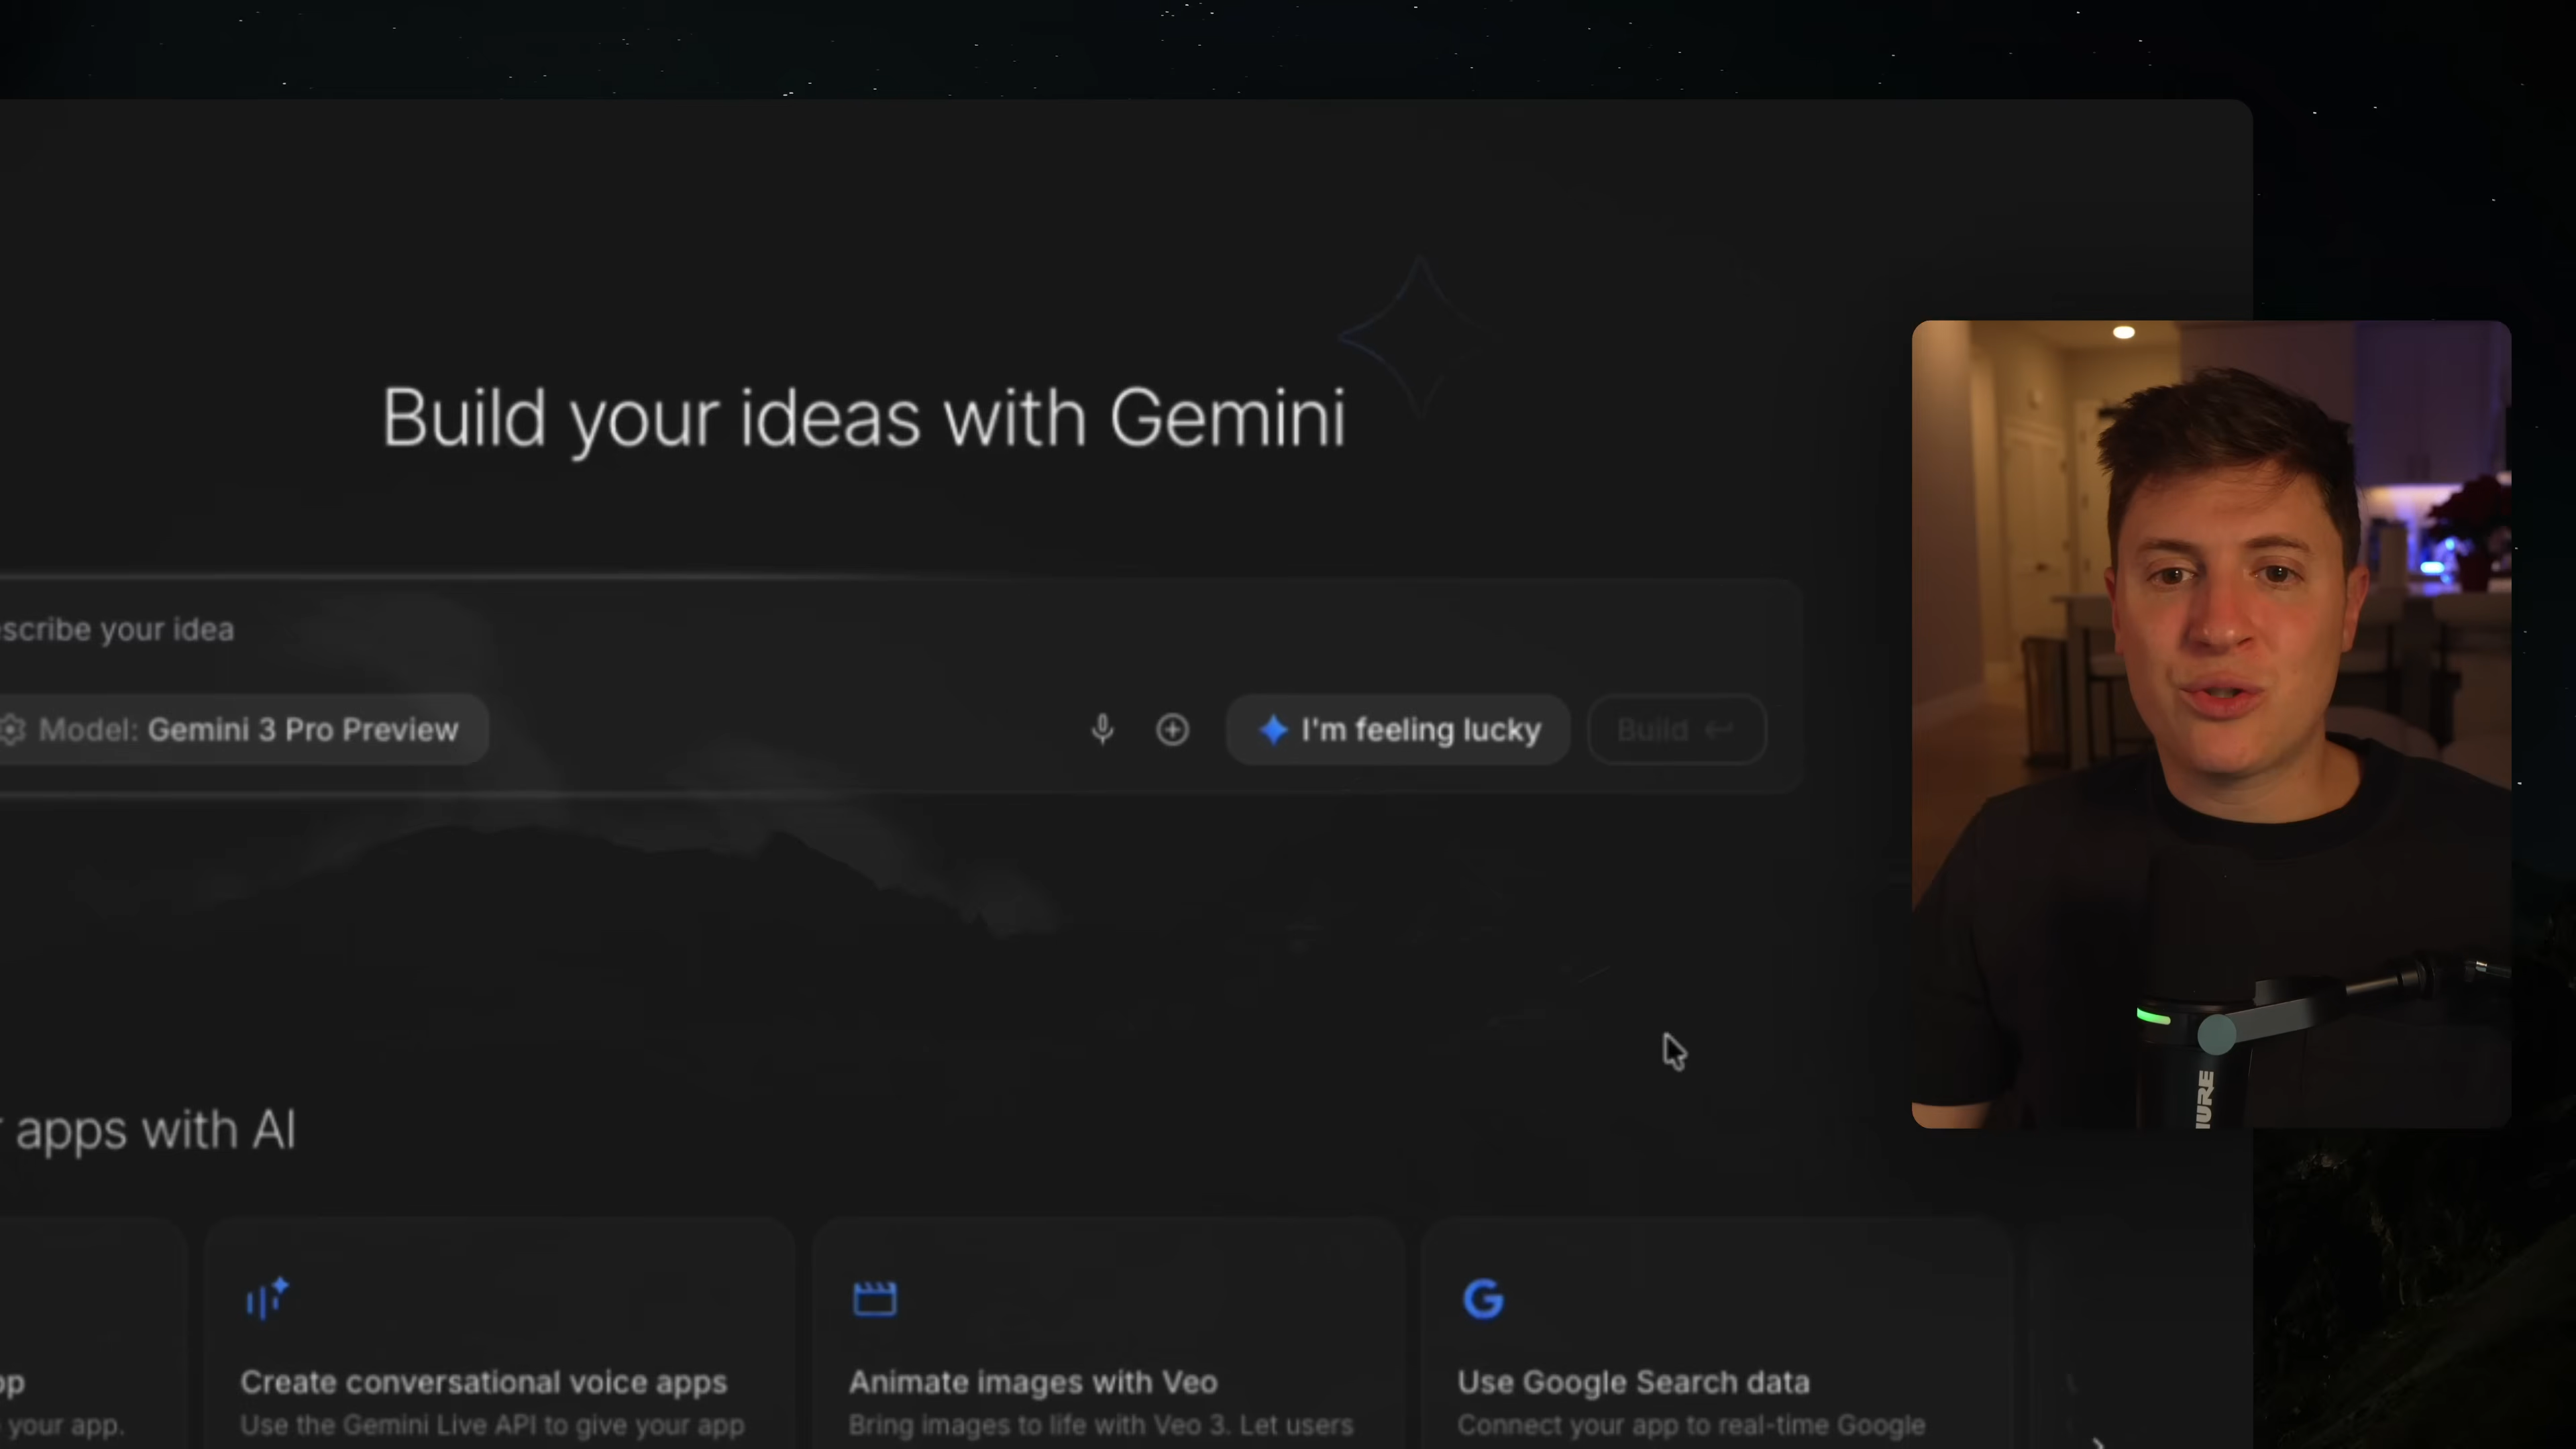 Build your ideas with Gemini
scribe your idea
Model: Gemini 3 Pro Preview
I'm feeling lucky
Build
apps with AI
Create conversational voice apps
Use the Gemini Live API to give your app
Animate images with Veo
Bring images to life with Veo 3. Let users
Use Google Search data
Connect your app to real-time Google
your app.